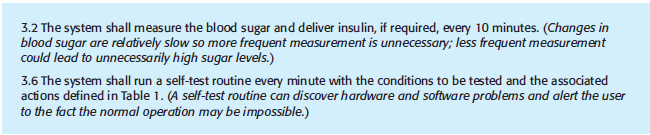 3.2 The system shall measure the blood sugar and deliver insulin, if required, every 10 minutes. (Changes in
blood sugar are relatively slow so more frequent measurement is unnecessary; less frequent measurement
could lead to unnecessarily high sugar levels.)
3.6 The system shall run a self-test routine every minute with the conditions to be tested and the associated
actions defined in Table 1. (A self-test routine can discover hardware and software problems and alert the user
to the fact the normal operation may be impossible.)